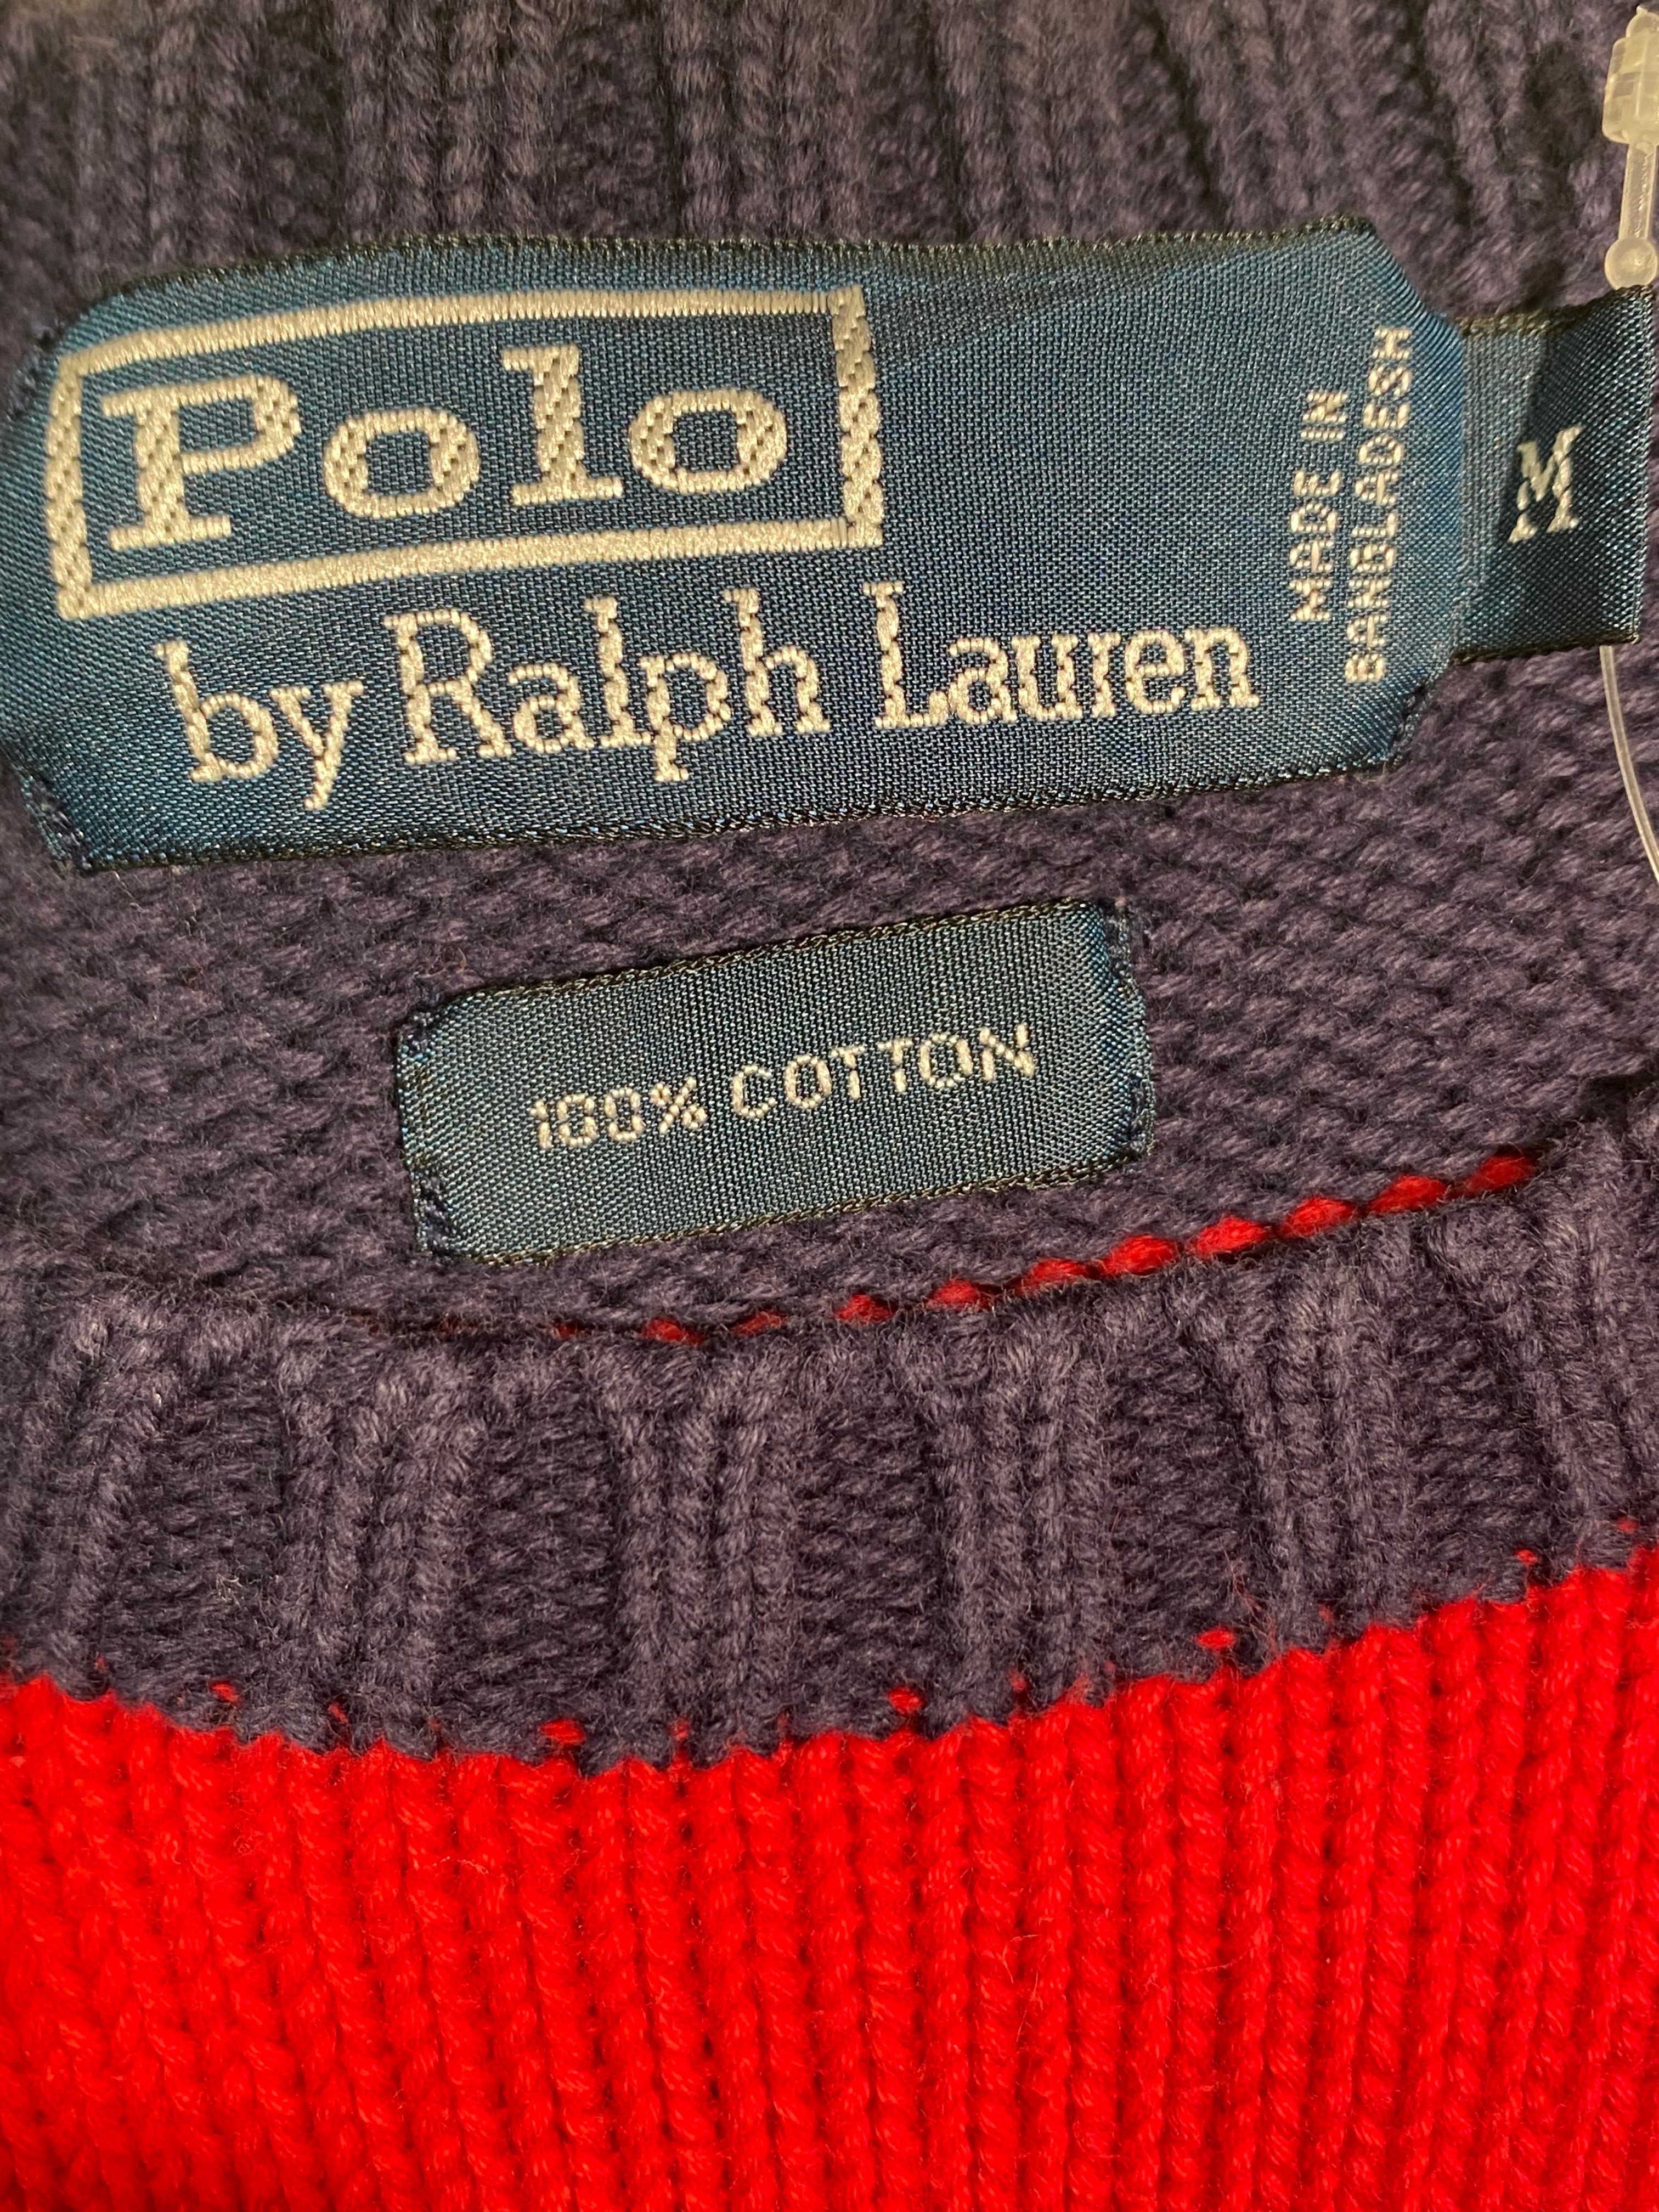 Polo
by Ralph Lauren
MADE IN
BANGLADESH
M
100% COTTON